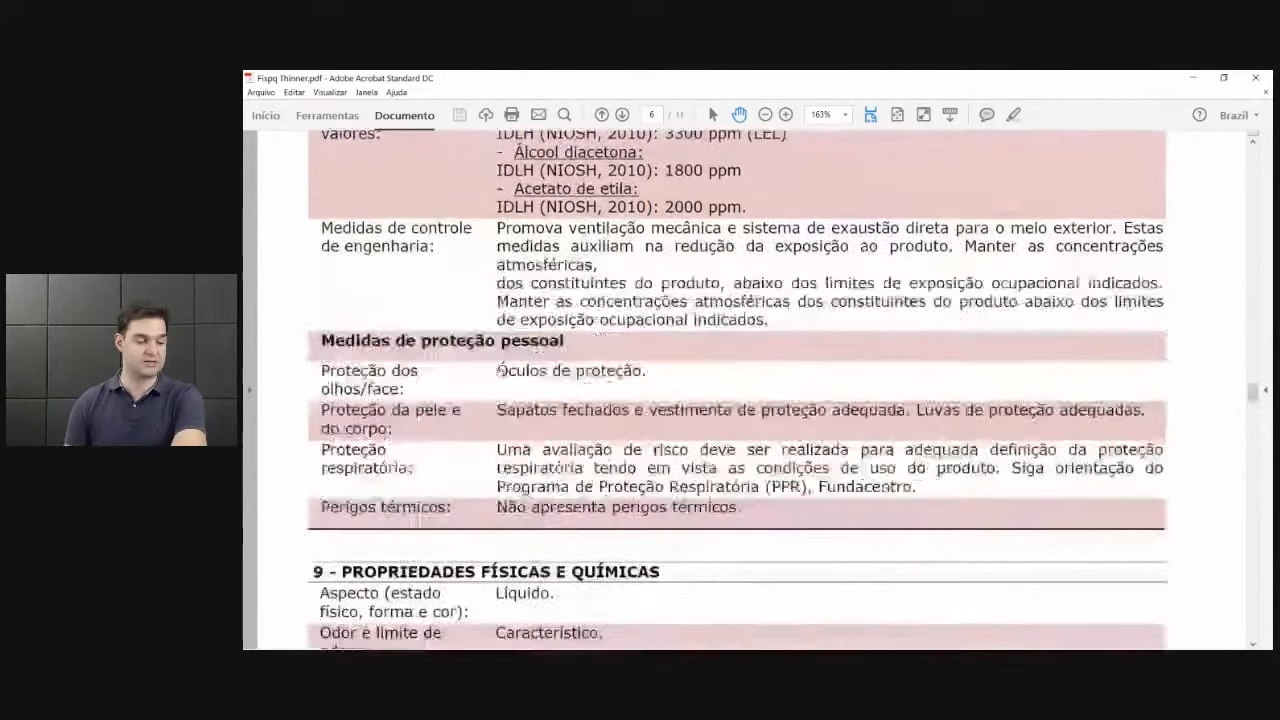 Fispq Thinner.pdf - Adobe Acrobat Standard DC
Arquivo Editar Visualizar Janela Ajuda
Início Ferramentas Documento 6 / 11 163% Brazil
valores: IDLH (NIOSH, 2010): 3300 ppm (LEL)
- Álcool diacetona:
IDLH (NIOSH, 2010): 1800 ppm
- Acetato de etila:
IDLH (NIOSH, 2010): 2000 ppm.
Medidas de controle de engenharia:
Promova ventilação mecânica e sistema de exaustão direta para o meio exterior. Estas
medidas auxiliam na redução da exposição ao produto. Manter as concentrações
atmosféricas,
dos constituintes do produto, abaixo dos limites de exposição ocupacional indicados.
Manter as concentrações atmosféricas dos constituintes do produto abaixo dos limites
de exposição ocupacional indicados.
Medidas de proteção pessoal
Proteção dos
olhos/face:
Óculos de proteção.
Proteção da pele e
do corpo:
Sapatos fechados e vestimenta de proteção adequada. Luvas de proteção adequadas.
Proteção
respiratória:
Uma avaliação de risco deve ser realizada para adequada definição da proteção
respiratória tendo em vista as condições de uso do produto. Siga orientação do
Programa de Proteção Respiratória (PPR), Fundacentro.
Perigos térmicos: Não apresenta perigos térmicos.
9 - PROPRIEDADES FÍSICAS E QUÍMICAS
Aspecto (estado
físico, forma e cor):
Líquido.
Odor e limite de
Característico.